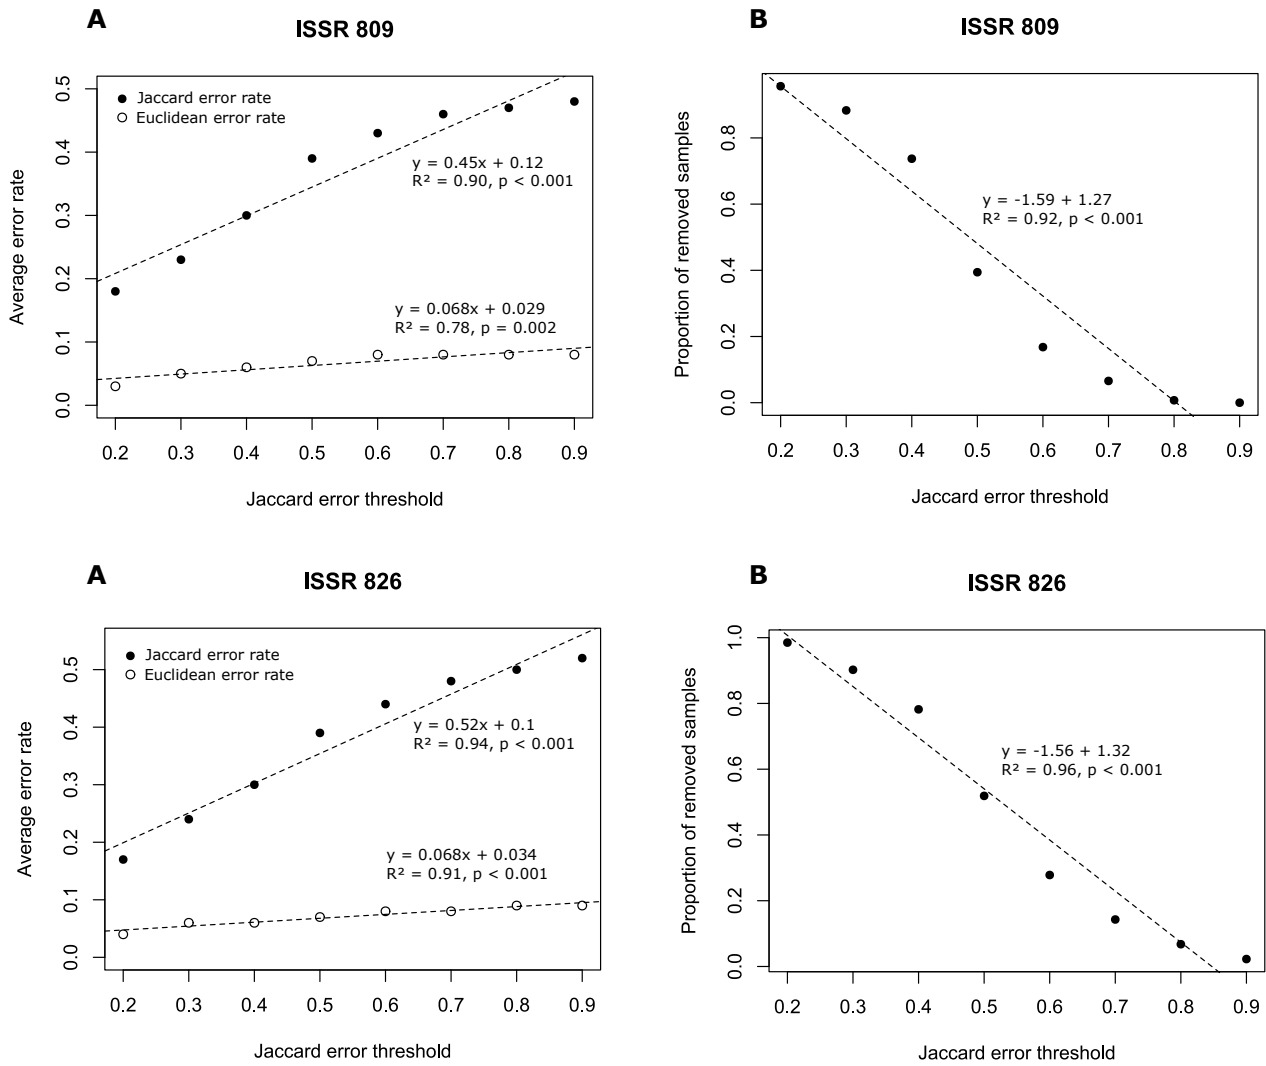 A
ISSR 809
Average error rate
0.5
0.4
0.3
0.2
0.1
0.0
Jaccard error rate
Euclidean error rate
y = 0.45x + 0.12
R² = 0.90, p < 0.001
y = 0.068x + 0.029
R² = 0.78, p = 0.002
0.2 0.3 0.4 0.5 0.6 0.7 0.8 0.9
Jaccard error threshold
B
ISSR 809
Proportion of removed samples
0.8
0.6
0.4
0.2
0.0
y = -1.59 + 1.27
R² = 0.92, p < 0.001
0.2 0.3 0.4 0.5 0.6 0.7 0.8 0.9
Jaccard error threshold
A
ISSR 826
Average error rate
0.5
0.4
0.3
0.2
0.1
0.0
Jaccard error rate
Euclidean error rate
y = 0.52x + 0.1
R² = 0.94, p < 0.001
y = 0.068x + 0.034
R² = 0.91, p < 0.001
0.2 0.3 0.4 0.5 0.6 0.7 0.8 0.9
Jaccard error threshold
B
ISSR 826
Proportion of removed samples
1.0
0.8
0.6
0.4
0.2
0.0
y = -1.56 + 1.32
R² = 0.96, p < 0.001
0.2 0.3 0.4 0.5 0.6 0.7 0.8 0.9
Jaccard error threshold